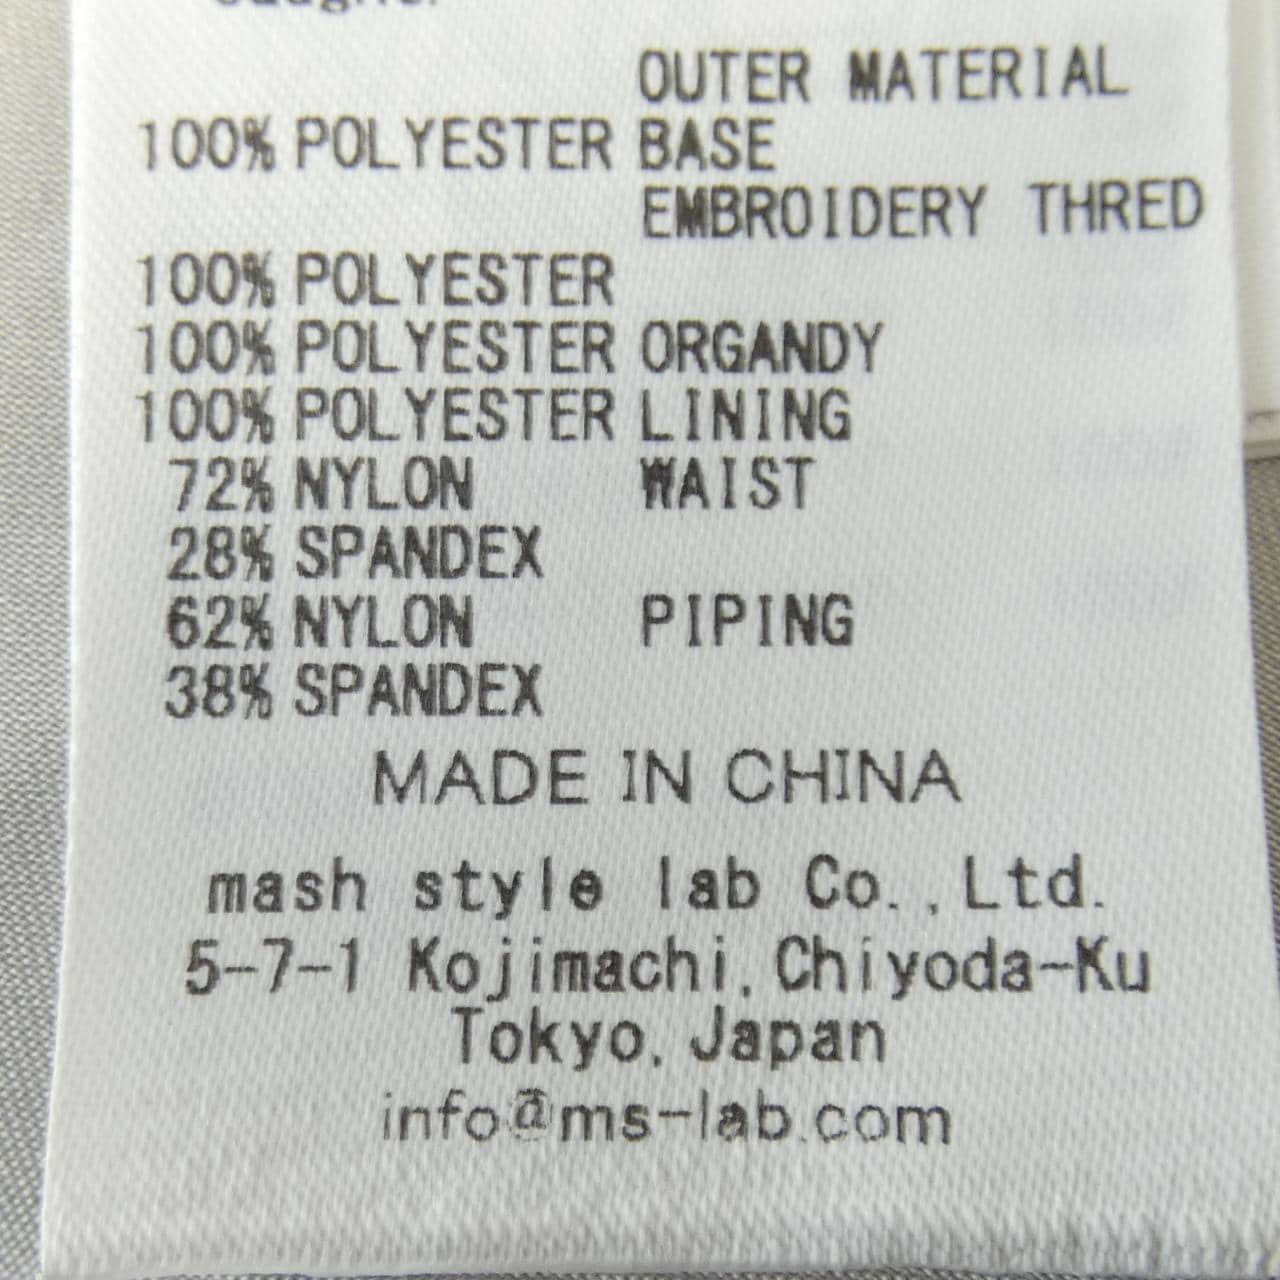 OUTER MATERIAL
100% POLYESTER BASE
EMBROIDERY THRED
100% POLYESTER
100% POLYESTER ORGANDY
100% POLYESTER LINING
72% NYLON WAIST
28% SPANDEX
62% NYLON PIPING
38% SPANDEX
MADE IN CHINA
mash style lab Co.,Ltd.
5-7-1 Kojimachi, Chiyoda-Ku
Tokyo, Japan
info@ms-lab.com